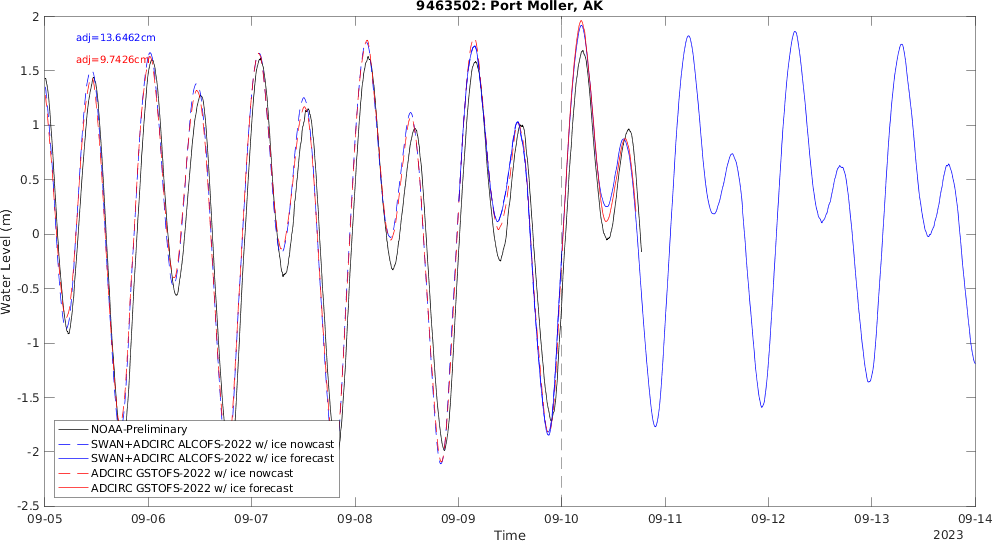 9463502: Port Moller, AK
adj=13.6462cm
adj=9.7426cm
Water Level (m)
2
1.5
1
0.5
0
-0.5
-1
-1.5
-2
-2.5
NOAA-Preliminary
SWAN+ADCIRC ALCOFS-2022 w/ ice nowcast
SWAN+ADCIRC ALCOFS-2022 w/ ice forecast
ADCIRC GSTOFS-2022 w/ ice nowcast
ADCIRC GSTOFS-2022 w/ ice forecast
09-05 09-06 09-07 09-08 09-09 09-10 09-11 09-12 09-13 09-14
Time
2023